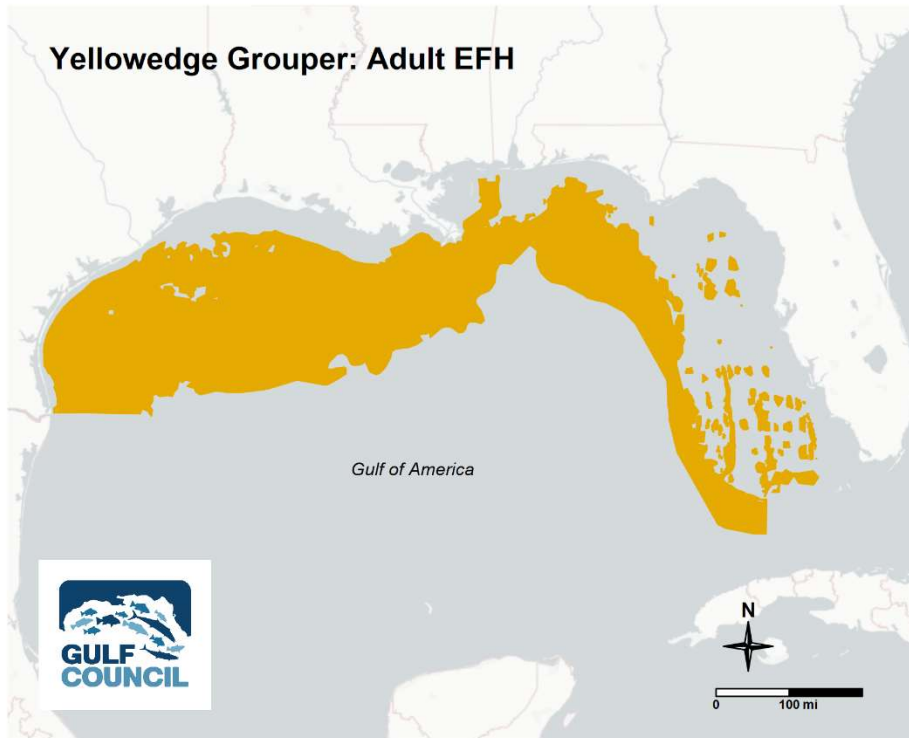 Yellowedge Grouper: Adult EFH
Gulf of America
GULF
COUNCIL
N
0 100 mi